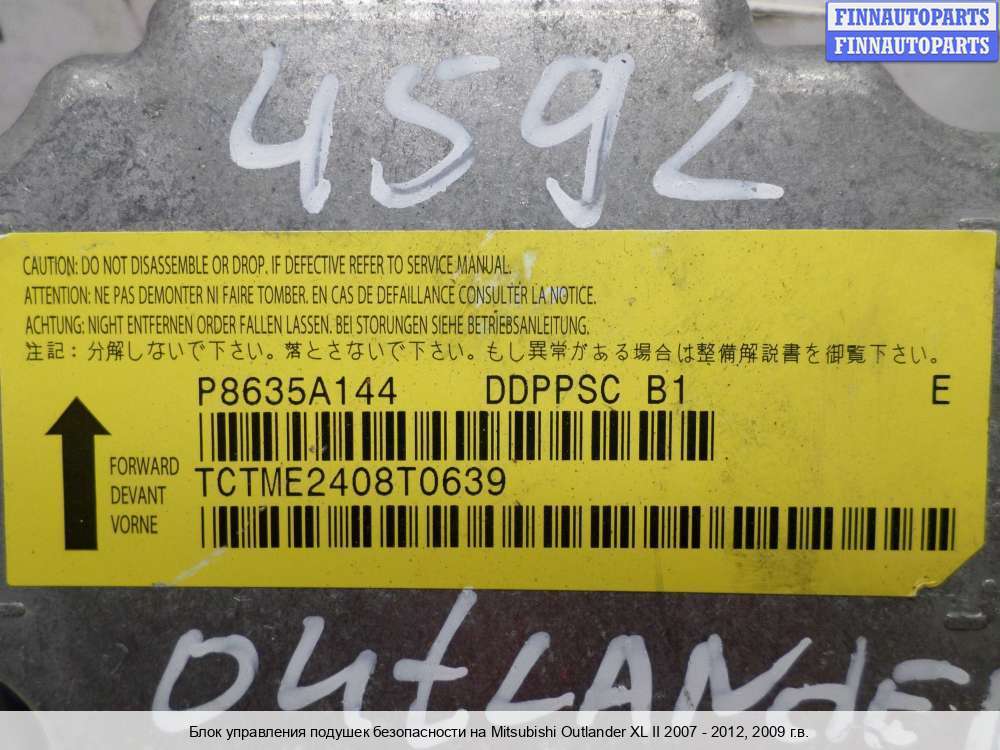 FINNAUTOPARTS
FINNAUTOPARTS
4592
CAUTION: DO NOT DISASSEMBLE OR DROP. IF DEFECTIVE REFER TO SERVICE MANUAL.
ATTENTION: NE PAS DEMONTER NI FAIRE TOMBER. EN CAS DE DEFAILLANCE CONSULTER LA NOTICE.
ACHTUNG: NIGHT ENTFERNEN ORDER FALLEN LASSEN. BEI STORUNGEN SIEHE BETRIEBSANLEITUNG.
注記：分解しないで下さい。落とさないで下さい。もし異常がある場合は整備解説書を御覧下さい。
P8635A144 DDPPSC B1 E
FORWARD
TCTME2408T0639
DEVANT
VORNE
OUTLANDE
Блок управления подушек безопасности на Mitsubishi Outlander XL II 2007 - 2012, 2009 г.в.